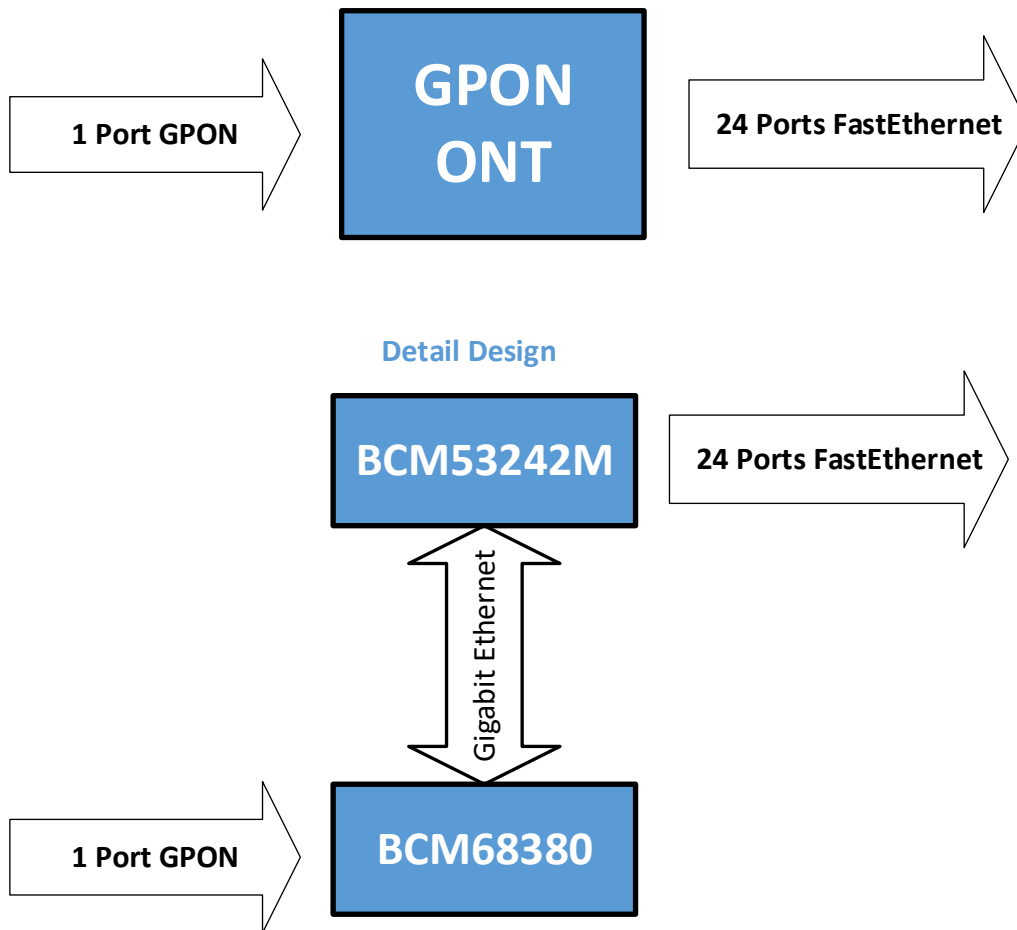 1 Port GPON
GPON
ONT
24 Ports FastEthernet
Detail Design
BCM53242M
24 Ports FastEthernet
Gigabit Ethernet
1 Port GPON
BCM68380